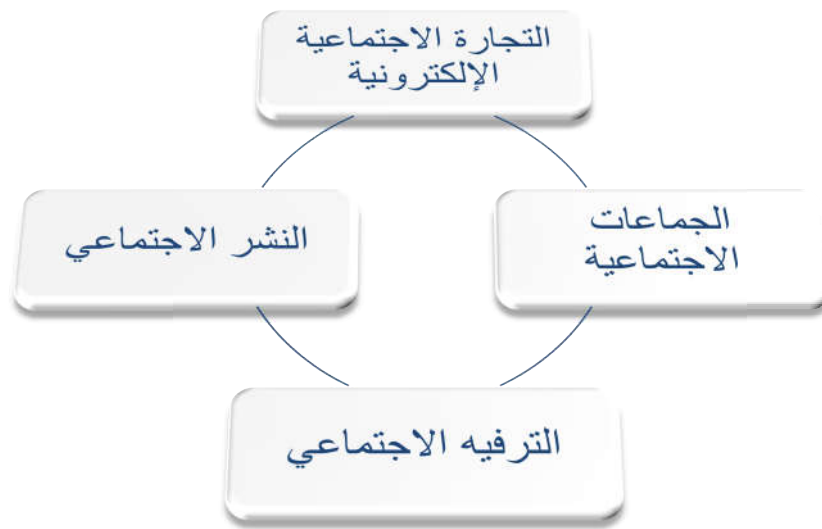 التجارة الاجتماعية
الإلكترونية
الجماعات
الاجتماعية
النشر الاجتماعي
الترفيه الاجتماعي